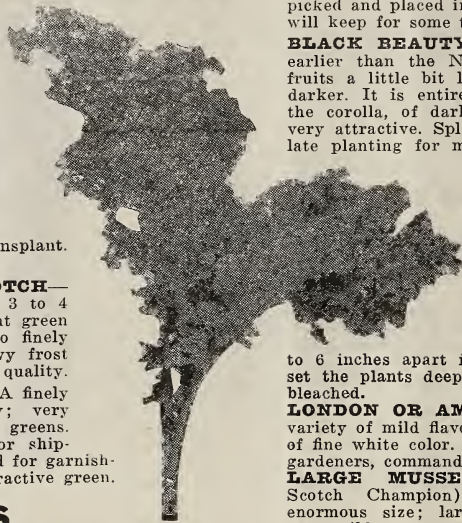 nsplant.
OTCH—
3 to 4
nt green
o finely
vy frost
quality.
A finely
; very
greens.
or ship-
d for garnish-
ractive green.
S
picked and placed in
will keep for some t
BLACK BEAUTY
earlier than the N
fruits a little bit l
darker. It is entire
the corolla, of dar
very attractive. Spl
late planting for m
to 6 inches apart i
set the plants deep
bleached.
LONDON OR AM
variety of mild flav
of fine white color.
gardeners, command
LARGE MUSSE
Scotch Champion)
enormous size; lar